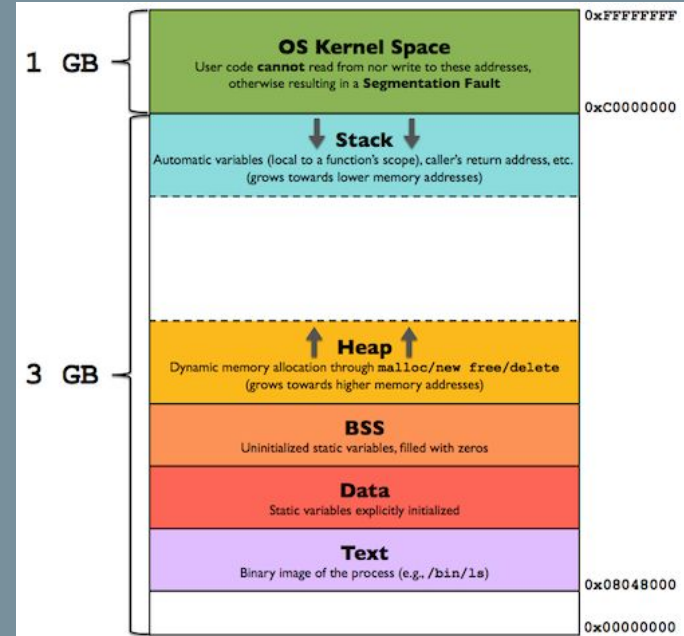 0xFFFFFFFF
1 GB
OS Kernel Space
User code cannot read from nor write to these addresses,
otherwise resulting in a Segmentation Fault
0xC0000000
Stack
Automatic variables (local to a function's scope), caller's return address, etc.
(grows towards lower memory addresses)
3 GB
Heap
Dynamic memory allocation through malloc/new free/delete
(grows towards higher memory addresses)
BSS
Uninitialized static variables, filled with zeros
Data
Static variables explicitly initialized
Text
Binary image of the process (e.g., /bin/ls)
0x08048000
0x00000000